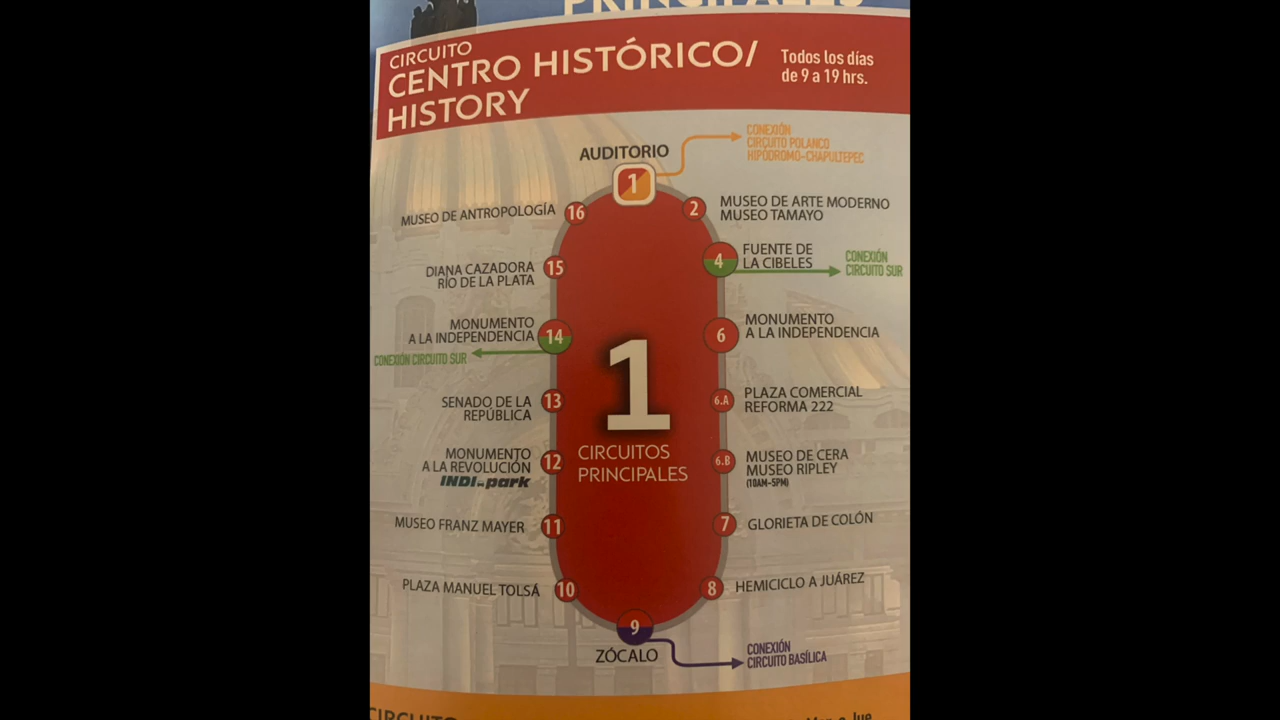 PRINCIPALES
CIRCUITO
CENTRO HISTÓRICO/
HISTORY
Todos los días
de 9 a 19 hrs.
CONEXIÓN
CIRCUITO POLANCO
HIPÓDROMO-CHAPULTEPEC
AUDITORIO
1
16
MUSEO DE ANTROPOLOGÍA
2
MUSEO DE ARTE MODERNO
MUSEO TAMAYO
15
DIANA CAZADORA
RÍO DE LA PLATA
4
FUENTE DE
LA CIBELES
CONEXIÓN
CIRCUITO SUR
14
MONUMENTO
A LA INDEPENDENCIA
CONEXIÓN CIRCUITO SUR
6
MONUMENTO
A LA INDEPENDENCIA
13
SENADO DE LA
REPÚBLICA
6.A
PLAZA COMERCIAL
REFORMA 222
1
CIRCUITOS
PRINCIPALES
12
MONUMENTO
A LA REVOLUCIÓN
INDI park
6.B
MUSEO DE CERA
MUSEO RIPLEY
(10AM-5PM)
11
MUSEO FRANZ MAYER
7
GLORIETA DE COLÓN
10
PLAZA MANUEL TOLSÁ
8
HEMICICLO A JUÁREZ
9
ZÓCALO
CONEXIÓN
CIRCUITO BASÍLICA
CIRCUITO